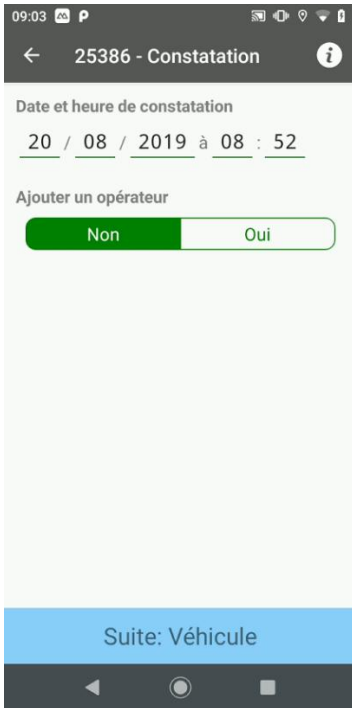 09:03 P
25386 - Constatation i
Date et heure de constatation
20 / 08 / 2019 à 08 : 52
Ajouter un opérateur
Non Oui
Suite: Véhicule